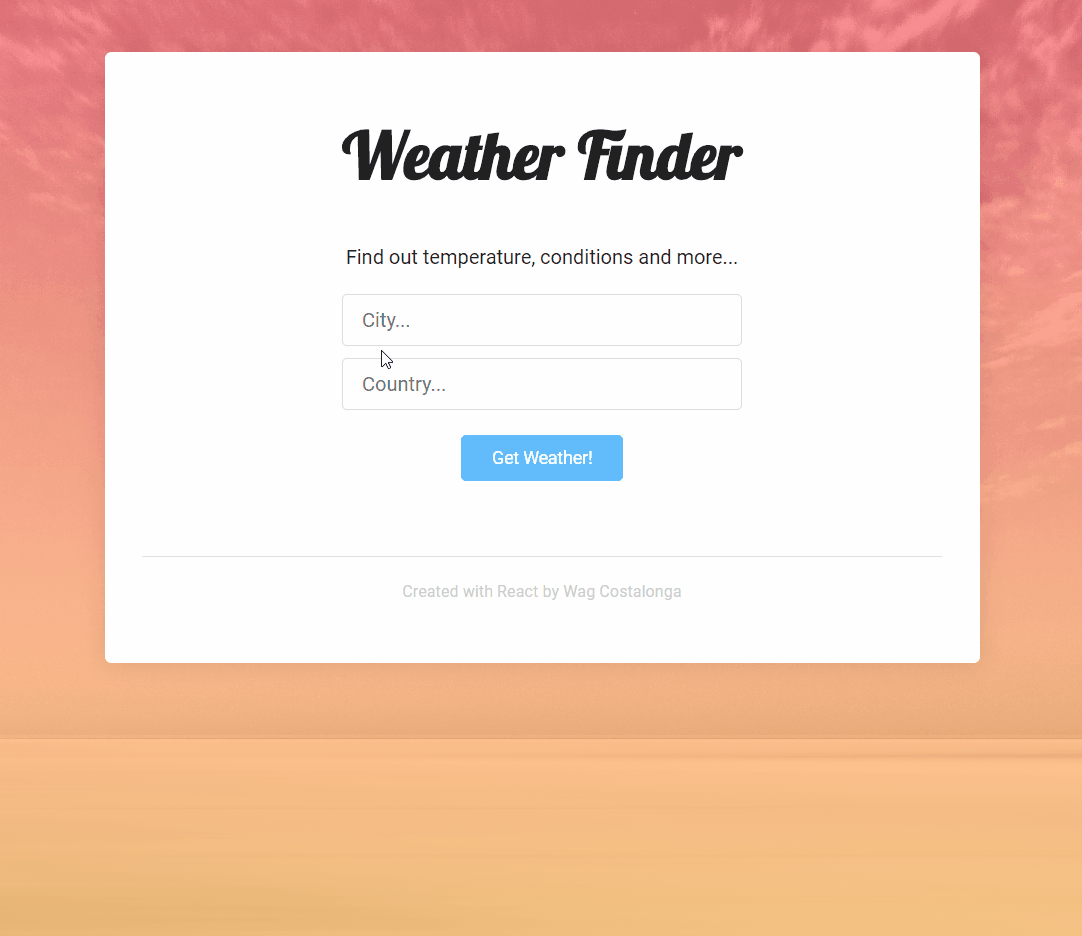 Weather Finder
Find out temperature, conditions and more...
City...
Country...
Get Weather!
Created with React by Wag Costalonga